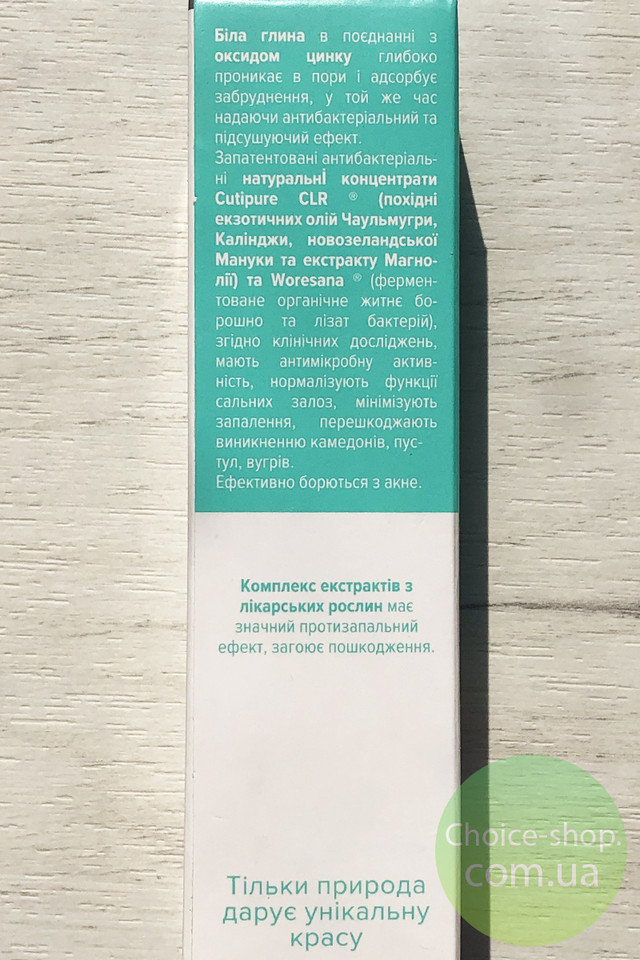 Біла глина в поєднанні з
оксидом цинку глибоко
проникає в пори і адсорбує
забруднення, у той же час
надаючи антибактеріальний та
підсушуючий ефект.
Запатентовані антибактеріаль-
ні натуральнІ концентрати
Cutipure CLR ® (похідні
екзотичних олій Чаульмугри,
Калінджи, новозеландської
Мануки та екстракту Магно-
лії) та Woresana ® (фермен-
товане органічне житнє бо-
рошно та лізат бактерій),
згідно клінічних досліджень,
мають антимікробну актив-
ність, нормалізують функції
сальних залоз, мінімізують
запалення, перешкоджають
виникненню камедонів, пус-
тул, вугрів.
Ефективно борються з акне.
Комплекс екстрактів з
лікарських рослин має
значний протизапальний
ефект, загоює пошкодження.
Тільки природа
дарує унікальну
красу
Choice-shop.
com.ua